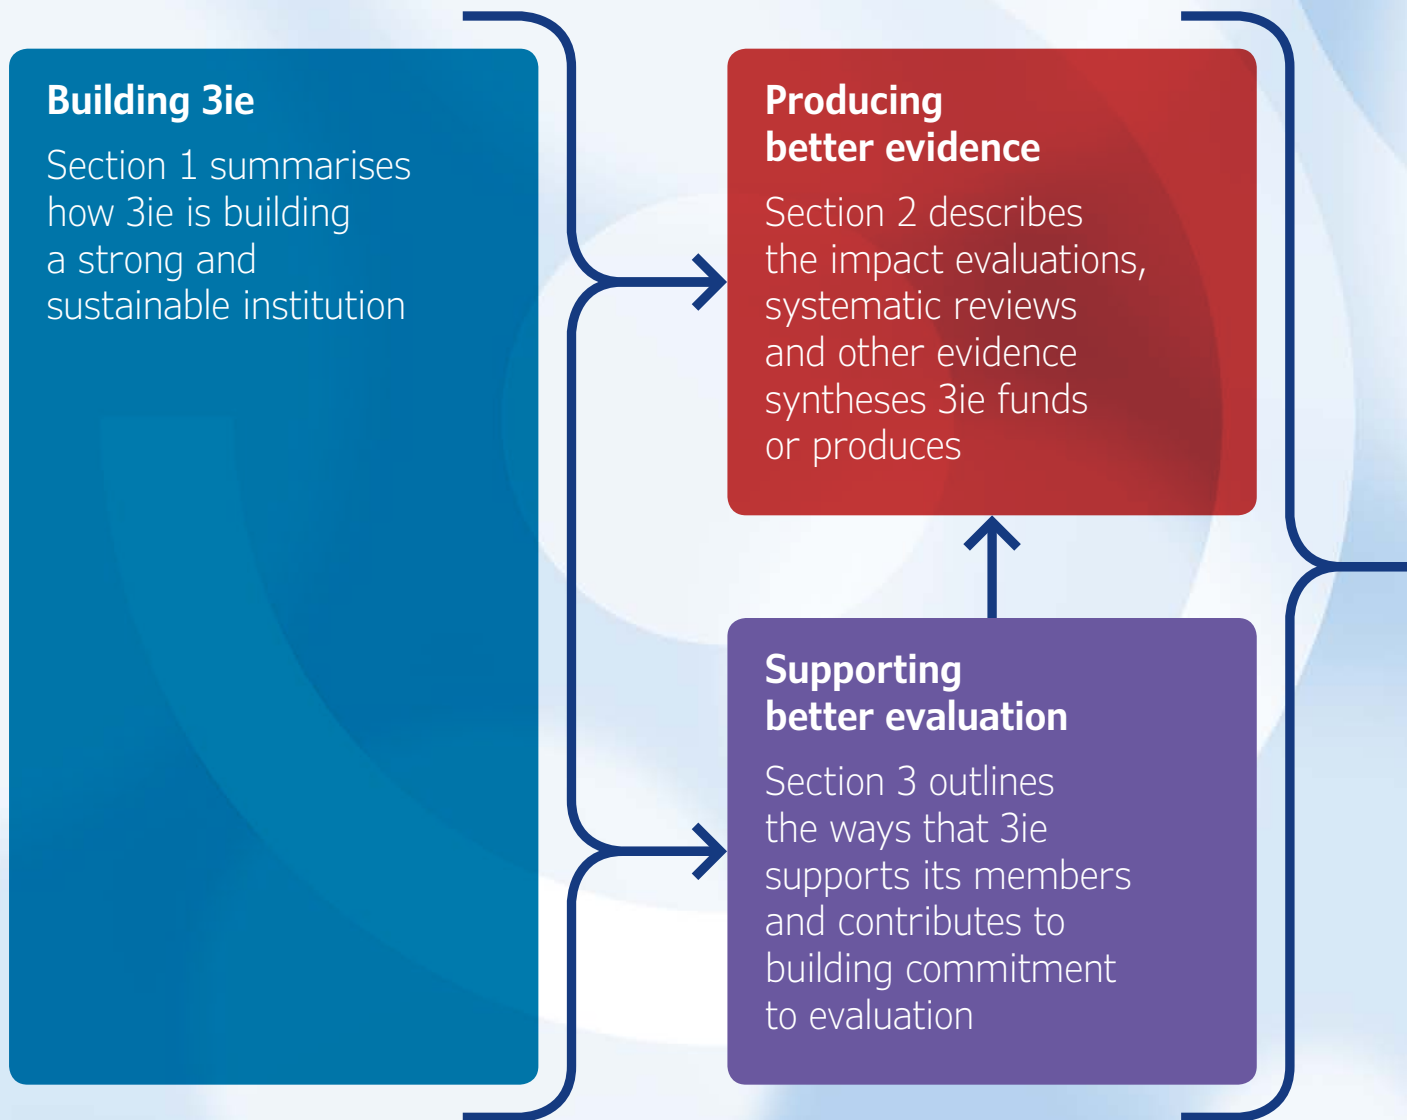 Building 3ie
Section 1 summarises
how 3ie is building
a strong and
sustainable institution
Producing
better evidence
Section 2 describes
the impact evaluations,
systematic reviews
and other evidence
syntheses 3ie funds
or produces
Supporting
better evaluation
Section 3 outlines
the ways that 3ie
supports its members
and contributes to
building commitment
to evaluation